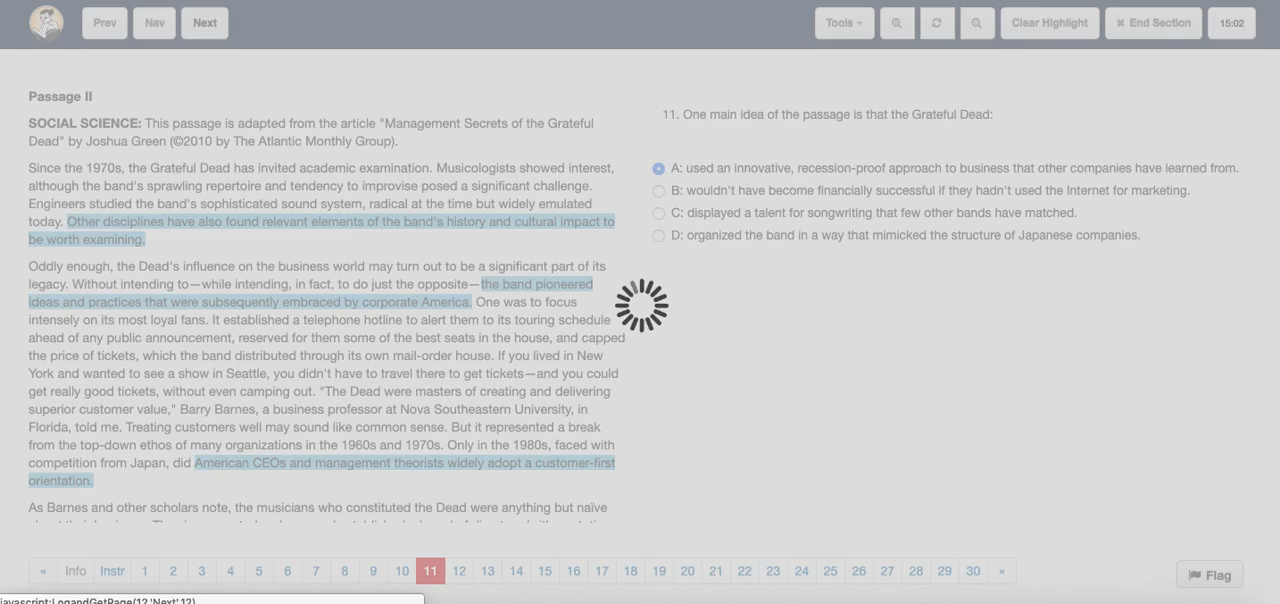 Prev Nav Next Tools Clear Highlight End Section 15:02
Passage II
SOCIAL SCIENCE: This passage is adapted from the article "Management Secrets of the Grateful
Dead" by Joshua Green (©2010 by The Atlantic Monthly Group).
Since the 1970s, the Grateful Dead has invited academic examination. Musicologists showed interest,
although the band's sprawling repertoire and tendency to improvise posed a significant challenge.
Engineers studied the band's sophisticated sound system, radical at the time but widely emulated
today. Other disciplines have also found relevant elements of the band's history and cultural impact to
be worth examining.
Oddly enough, the Dead's influence on the business world may turn out to be a significant part of its
legacy. Without intending to—while intending, in fact, to do just the opposite—the band pioneered
ideas and practices that were subsequently embraced by corporate America. One was to focus
intensely on its most loyal fans. It established a telephone hotline to alert them to its touring schedule
ahead of any public announcement, reserved for them some of the best seats in the house, and capped
the price of tickets, which the band distributed through its own mail-order house. If you lived in New
York and wanted to see a show in Seattle, you didn't have to travel there to get tickets—and you could
get really good tickets, without even camping out. "The Dead were masters of creating and delivering
superior customer value," Barry Barnes, a business professor at Nova Southeastern University, in
Florida, told me. Treating customers well may sound like common sense. But it represented a break
from the top-down ethos of many organizations in the 1960s and 1970s. Only in the 1980s, faced with
competition from Japan, did American CEOs and management theorists widely adopt a customer-first
orientation.
As Barnes and other scholars note, the musicians who constituted the Dead were anything but naïve
11. One main idea of the passage is that the Grateful Dead:
A: used an innovative, recession-proof approach to business that other companies have learned from.
B: wouldn't have become financially successful if they hadn't used the Internet for marketing.
C: displayed a talent for songwriting that few other bands have matched.
D: organized the band in a way that mimicked the structure of Japanese companies.
« Info Instr 1 2 3 4 5 6 7 8 9 10 11 12 13 14 15 16 17 18 19 20 21 22 23 24 25 26 27 28 29 30 »
Flag
javascript:LogandGetPage(12,'Next',12)